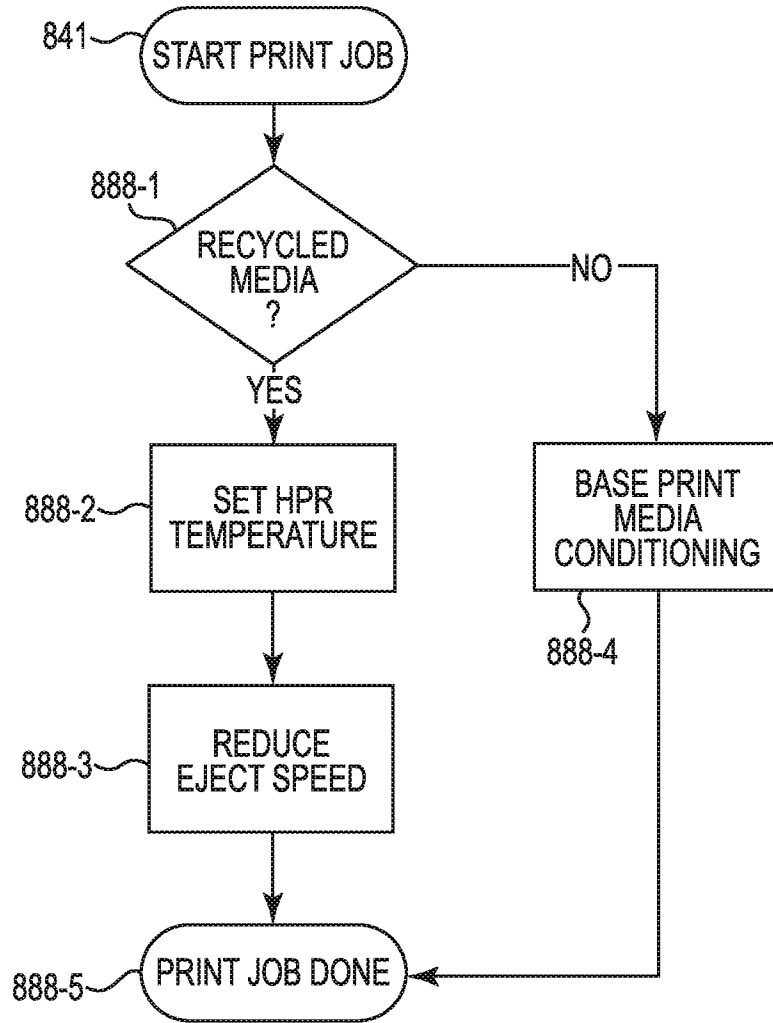 841
START PRINT JOB
888-1
RECYCLED
MEDIA
?
NO
YES
888-2
SET HPR
TEMPERATURE
BASE PRINT
MEDIA
CONDITIONING
888-4
888-3
REDUCE
EJECT SPEED
888-5
PRINT JOB DONE